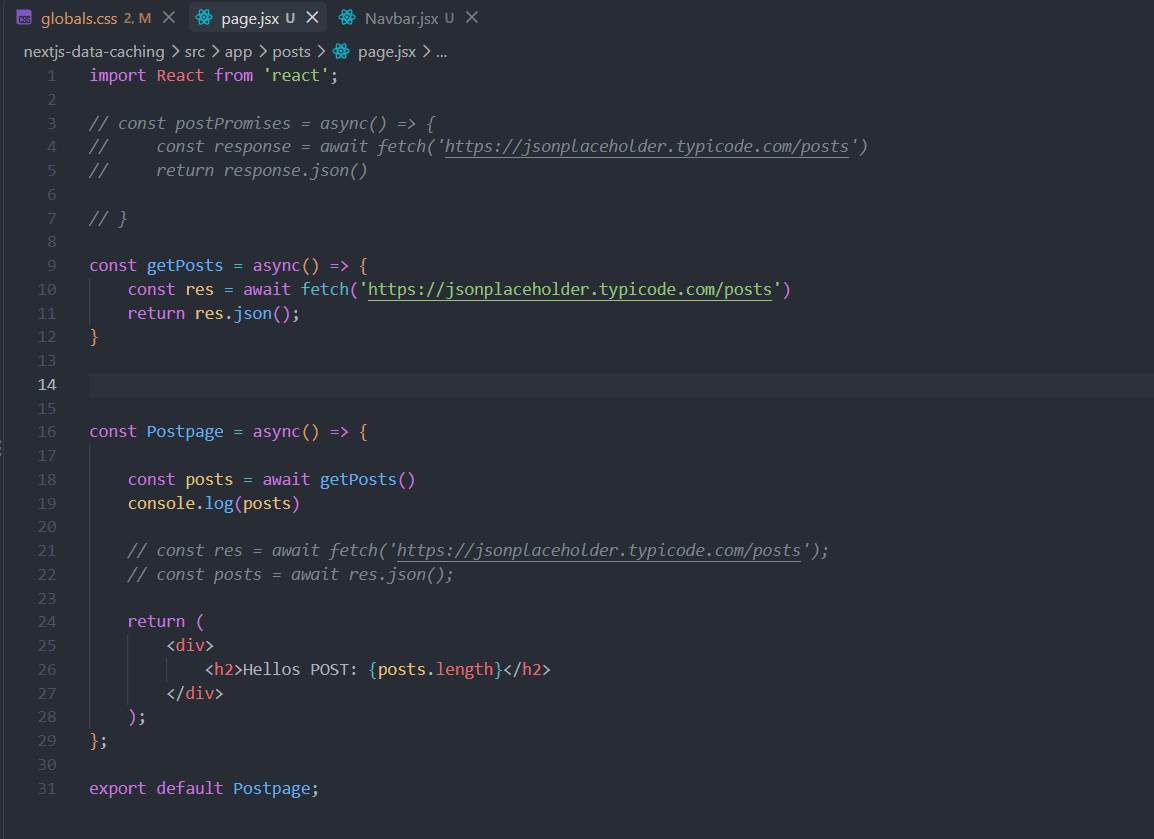 globals.css 2, M page.jsx U Navbar.jsx U
nextjs-data-caching > src > app > posts > page.jsx > ...
1 import React from 'react';
2
3 // const postPromises = async() => {
4 //     const response = await fetch('https://jsonplaceholder.typicode.com/posts')
5 //     return response.json()
6
7 // }
8
9 const getPosts = async() => {
10     const res = await fetch('https://jsonplaceholder.typicode.com/posts')
11     return res.json();
12 }
13
14
15
16 const Postpage = async() => {
17
18     const posts = await getPosts()
19     console.log(posts)
20
21     // const res = await fetch('https://jsonplaceholder.typicode.com/posts');
22     // const posts = await res.json();
23
24     return (
25         <div>
26             <h2>Hellos POST: {posts.length}</h2>
27         </div>
28     );
29 };
30
31 export default Postpage;